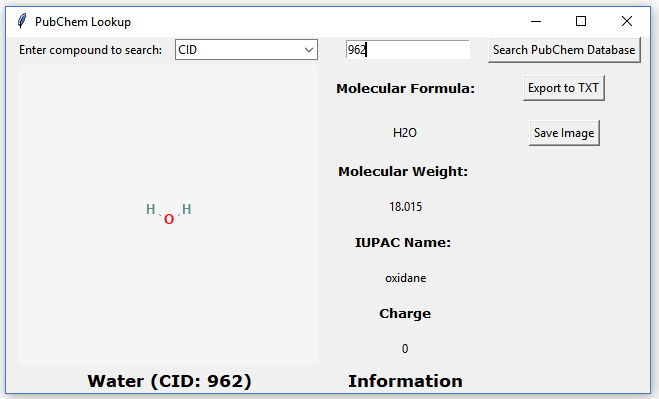 PubChem Lookup
Enter compound to search: CID 962 Search PubChem Database
Molecular Formula: Export to TXT
H2O Save Image
Molecular Weight:
H H
O
18.015
IUPAC Name:
oxidane
Charge
0
Water (CID: 962) Information